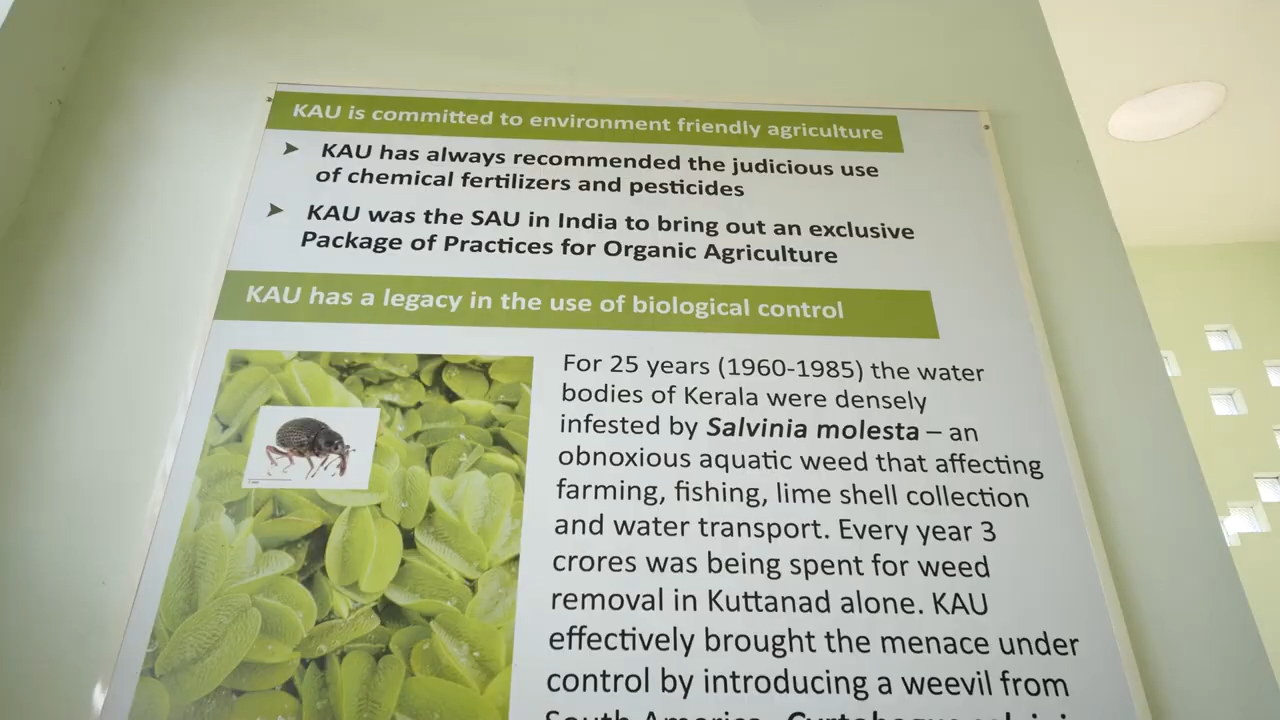 KAU is committed to environment friendly agriculture
KAU has always recommended the judicious use
of chemical fertilizers and pesticides
KAU was the SAU in India to bring out an exclusive
Package of Practices for Organic Agriculture
KAU has a legacy in the use of biological control
For 25 years (1960-1985) the water
bodies of Kerala were densely
infested by Salvinia molesta – an
obnoxious aquatic weed that affecting
farming, fishing, lime shell collection
and water transport. Every year 3
crores was being spent for weed
removal in Kuttanad alone. KAU
effectively brought the menace under
control by introducing a weevil from
South America